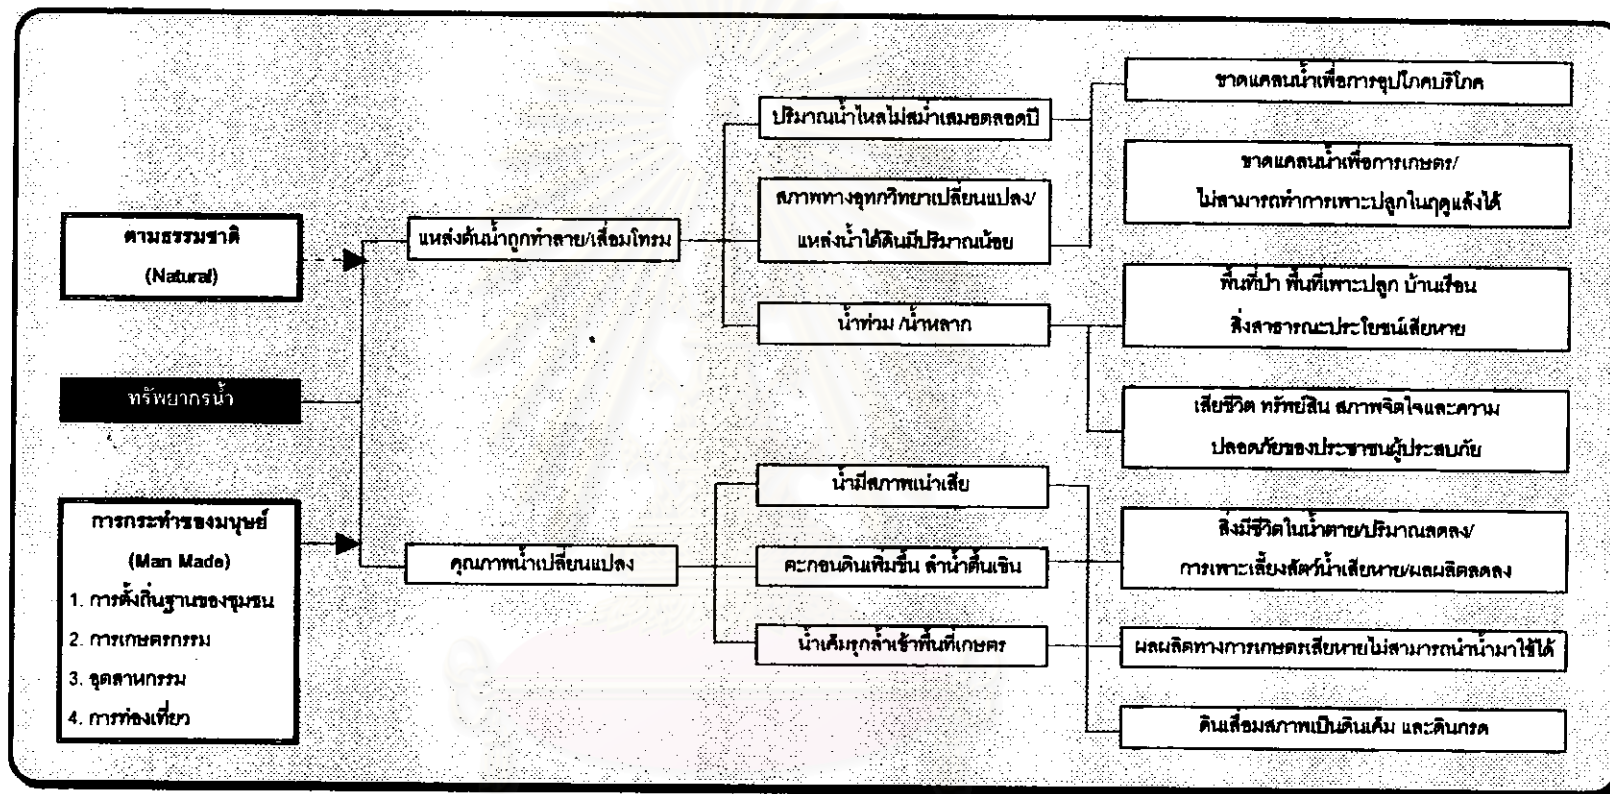 ตามธรรมชาติ
(Natural)
ทรัพยากรน้ำ
การกระทำของมนุษย์
(Man Made)
1. การตั้งถิ่นฐานของชุมชน
2. การเกษตรกรรม
3. อุตสาหกรรม
4. การท่องเที่ยว
แหล่งต้นน้ำถูกทำลาย/เสื่อมโทรม
คุณภาพน้ำเปลี่ยนแปลง
ปริมาณน้ำไหลไม่สม่ำเสมอตลอดปี
สภาพทางอุทกวิทยาเปลี่ยนแปลง/
แหล่งน้ำใต้ดินมีปริมาณน้อย
น้ำท่วม /น้ำหลาก
น้ำมีสภาพเน่าเสีย
ตะกอนดินเพิ่มขึ้น ลำน้ำตื้นเขิน
น้ำเค็มรุกล้ำเข้าพื้นที่เกษตร
ขาดแคลนน้ำเพื่อการอุปโภคบริโภค
ขาดแคลนน้ำเพื่อการเกษตร/
ไม่สามารถทำการเพาะปลูกในฤดูแล้งได้
พื้นที่ป่า พื้นที่เพาะปลูก บ้านเรือน
สิ่งสาธารณะประโยชน์เสียหาย
เสียชีวิต ทรัพย์สิน สภาพจิตใจและความ
ปลอดภัยของประชาชนผู้ประสบภัย
สิ่งมีชีวิตในน้ำตาย/ปริมาณลดลง/
การเพาะเลี้ยงสัตว์น้ำเสียหาย/ผลผลิตลดลง
ผลผลิตทางการเกษตรเสียหายไม่สามารถนำน้ำมาใช้ได้
ดินเสื่อมสภาพเป็นดินเค็ม และดินกรด